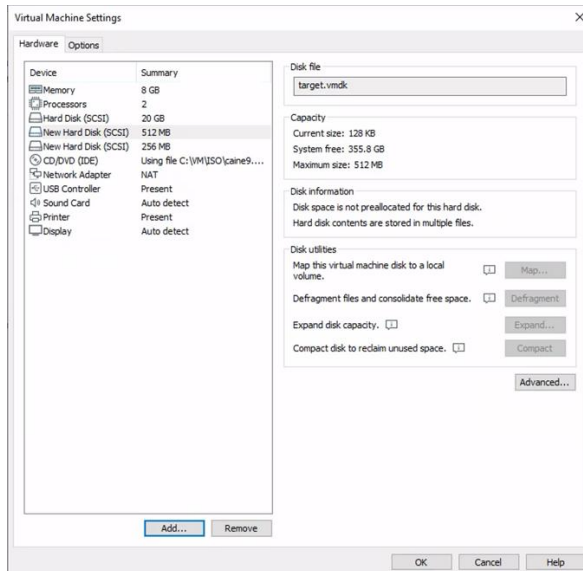 Virtual Machine Settings
Hardware Options
Device Summary
Memory 8 GB
Processors 2
Hard Disk (SCSI) 20 GB
New Hard Disk (SCSI) 512 MB
New Hard Disk (SCSI) 256 MB
CD/DVD (IDE) Using file C:\VM\ISO\caine9....
Network Adapter NAT
USB Controller Present
Sound Card Auto detect
Printer Present
Display Auto detect
Add... Remove
Disk file
target.vmdk
Capacity
Current size: 128 KB
System free: 355.8 GB
Maximum size: 512 MB
Disk information
Disk space is not preallocated for this hard disk.
Hard disk contents are stored in multiple files.
Disk utilities
Map this virtual machine disk to a local
volume.
Map...
Defragment files and consolidate free space. Defragment
Expand disk capacity. Expand...
Compact disk to reclaim unused space. Compact
Advanced...
OK Cancel Help